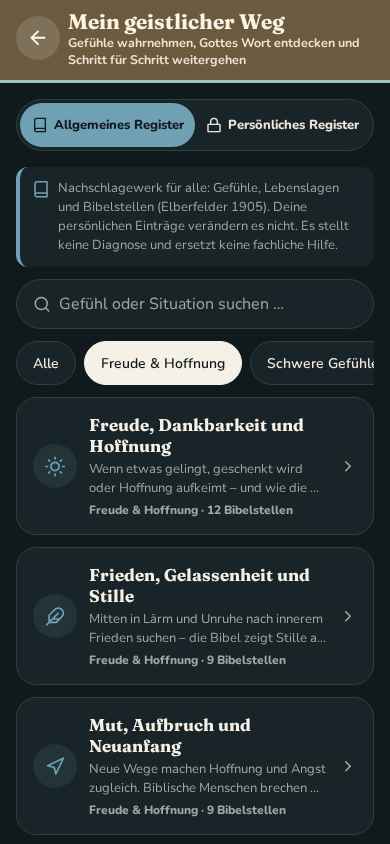 Mein geistlicher Weg
Gefühle wahrnehmen, Gottes Wort entdecken und
Schritt für Schritt weitergehen
Allgemeines Register
Persönliches Register
Nachschlagewerk für alle: Gefühle, Lebenslagen
und Bibelstellen (Elberfelder 1905). Deine
persönlichen Einträge verändern es nicht. Es stellt
keine Diagnose und ersetzt keine fachliche Hilfe.
Gefühl oder Situation suchen ...
Alle
Freude & Hoffnung
Schwere Gefühle
Freude, Dankbarkeit und
Hoffnung
Wenn etwas gelingt, geschenkt wird
oder Hoffnung aufkeimt – und wie die ...
Freude & Hoffnung · 12 Bibelstellen
Frieden, Gelassenheit und
Stille
Mitten in Lärm und Unruhe nach innerem
Frieden suchen – die Bibel zeigt Stille a...
Freude & Hoffnung · 9 Bibelstellen
Mut, Aufbruch und
Neuanfang
Neue Wege machen Hoffnung und Angst
zugleich. Biblische Menschen brechen ...
Freude & Hoffnung · 9 Bibelstellen